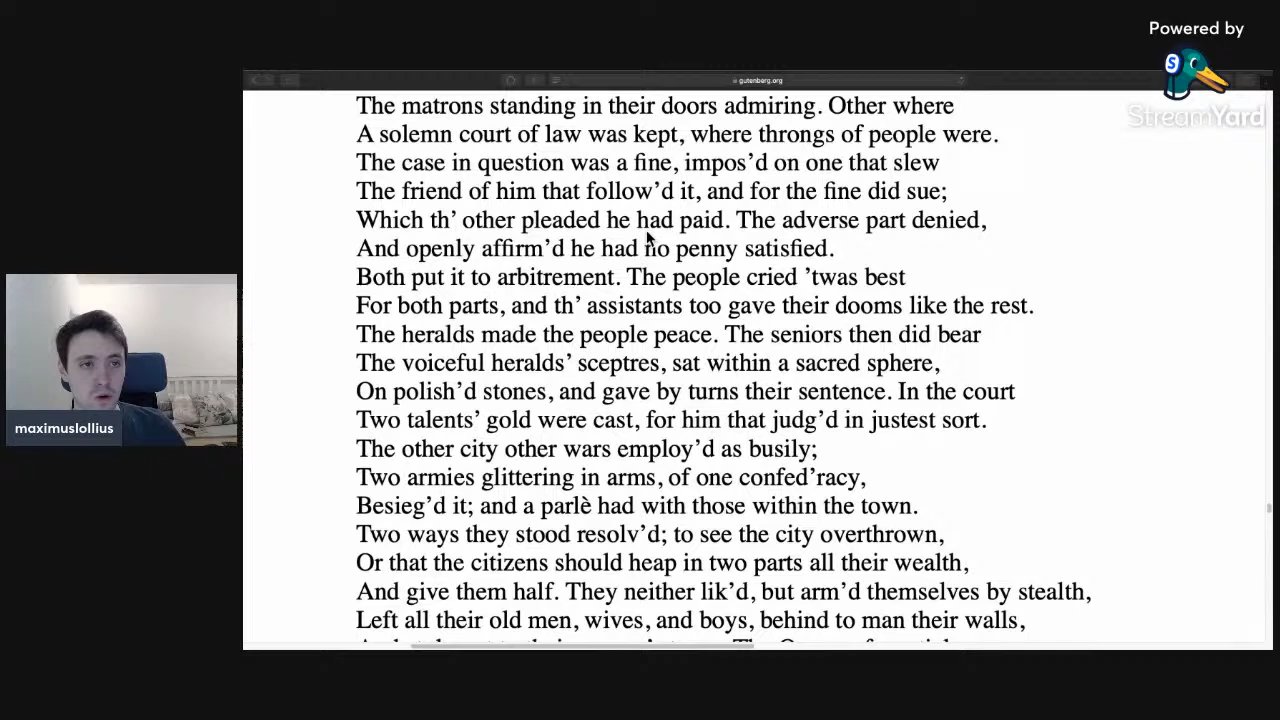 Powered by
StreamYard
gutenberg.org
The matrons standing in their doors admiring. Other where
A solemn court of law was kept, where throngs of people were.
The case in question was a fine, impos’d on one that slew
The friend of him that follow’d it, and for the fine did sue;
Which th’ other pleaded he had paid. The adverse part denied,
And openly affirm’d he had no penny satisfied.
Both put it to arbitrement. The people cried ’twas best
For both parts, and th’ assistants too gave their dooms like the rest.
The heralds made the people peace. The seniors then did bear
The voiceful heralds’ sceptres, sat within a sacred sphere,
On polish’d stones, and gave by turns their sentence. In the court
Two talents’ gold were cast, for him that judg’d in justest sort.
The other city other wars employ’d as busily;
Two armies glittering in arms, of one confed’racy,
Besieg’d it; and a parlè had with those within the town.
Two ways they stood resolv’d; to see the city overthrown,
Or that the citizens should heap in two parts all their wealth,
And give them half. They neither lik’d, but arm’d themselves by stealth,
Left all their old men, wives, and boys, behind to man their walls,
maximuslollius